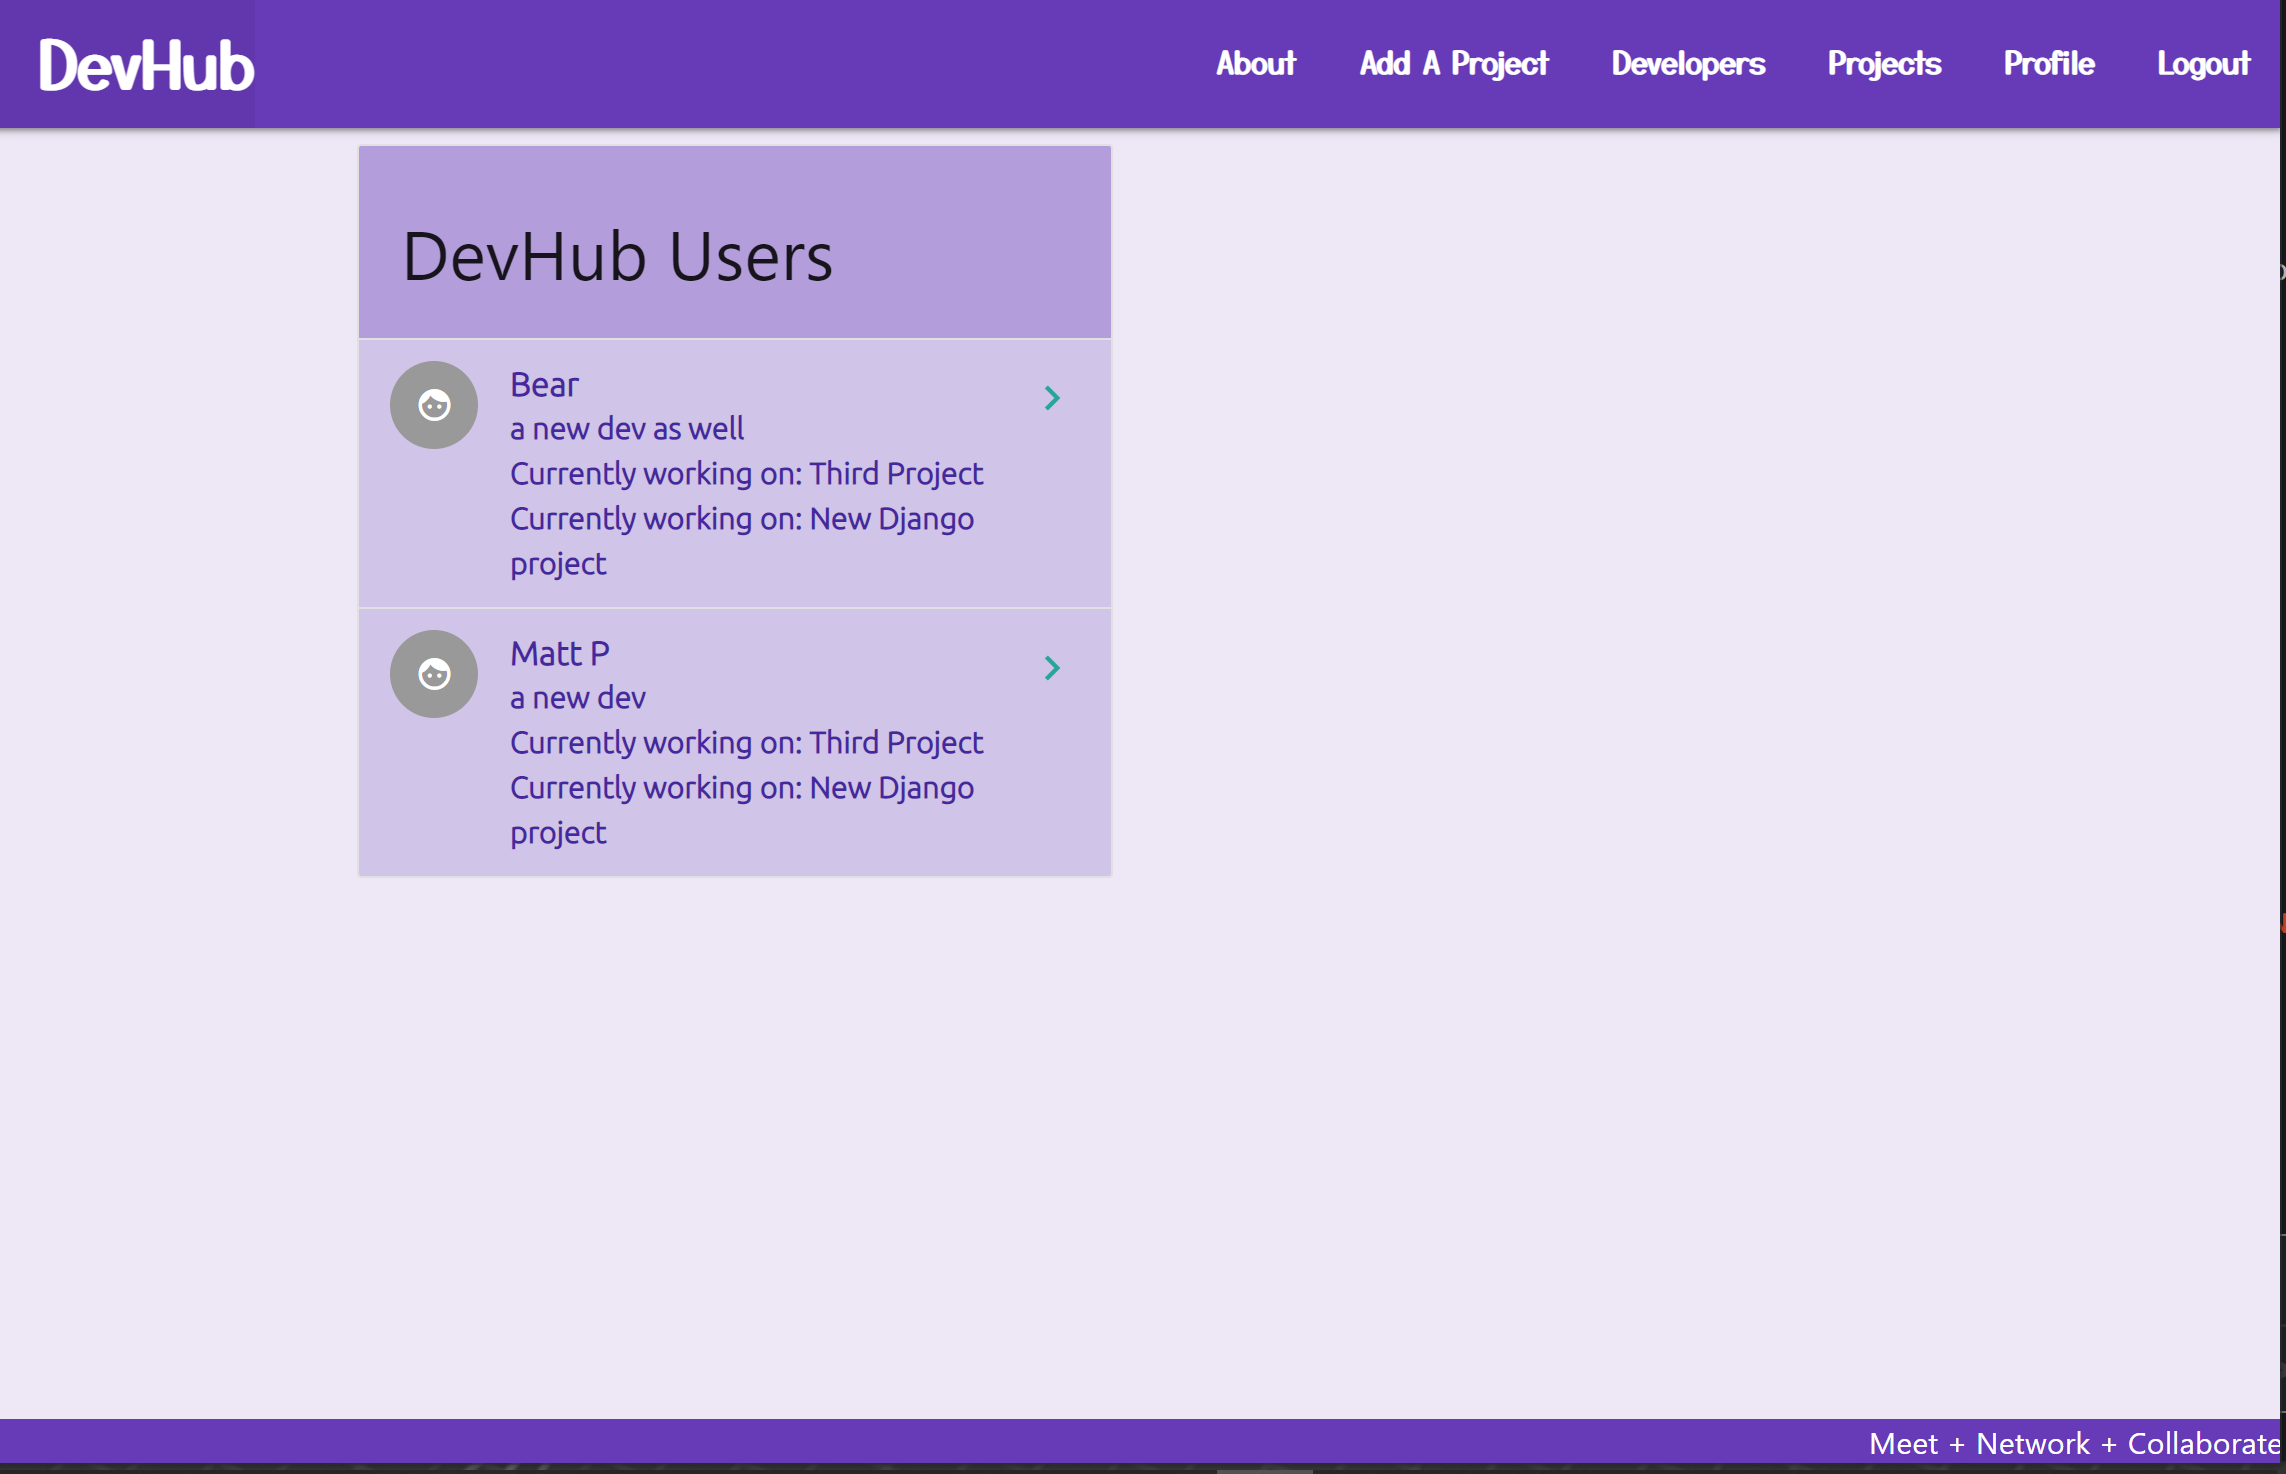 DevHub
About Add A Project Developers Projects Profile Logout
DevHub Users
Bear
a new dev as well
Currently working on: Third Project
Currently working on: New Django
project
Matt P
a new dev
Currently working on: Third Project
Currently working on: New Django
project
Meet + Network + Collaborate